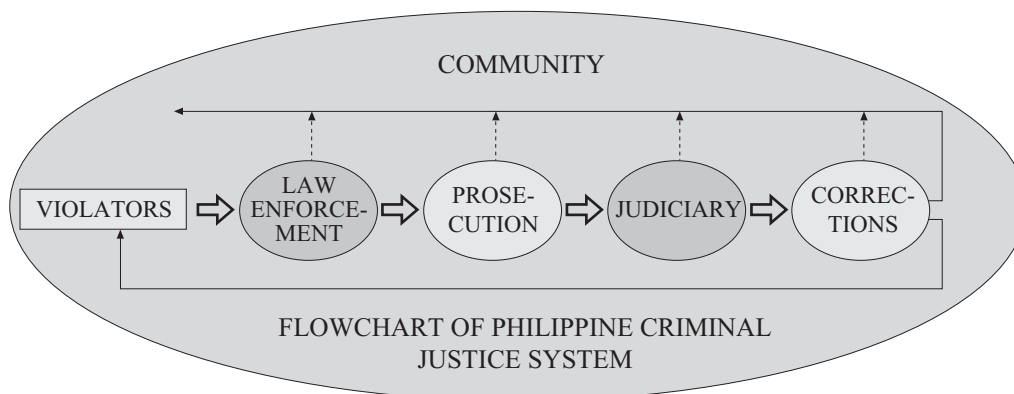 COMMUNITY
VIOLATORS
LAW
ENFORCE-
MENT
PROSE-
CUTION
JUDICIARY
CORREC-
TIONS
FLOWCHART OF PHILIPPINE CRIMINAL
JUSTICE SYSTEM